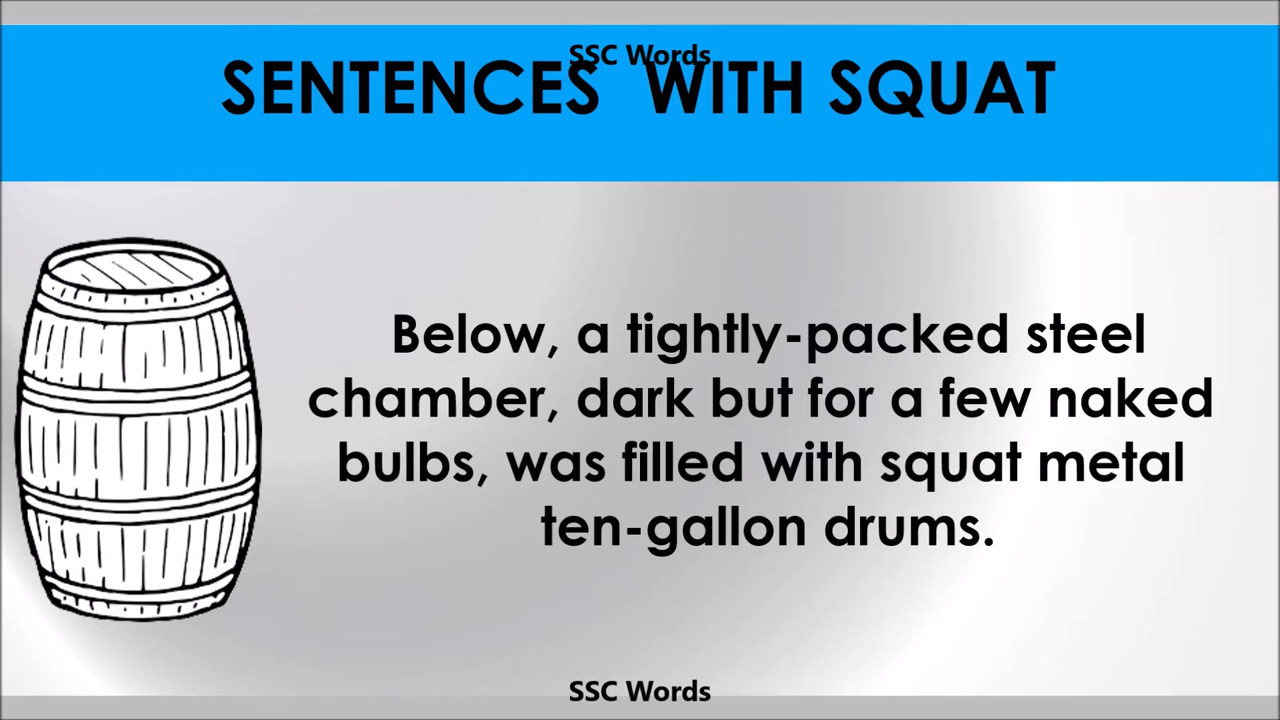 SSC Words
SENTENCES WITH SQUAT
Below, a tightly-packed steel
chamber, dark but for a few naked
bulbs, was filled with squat metal
ten-gallon drums.
SSC Words